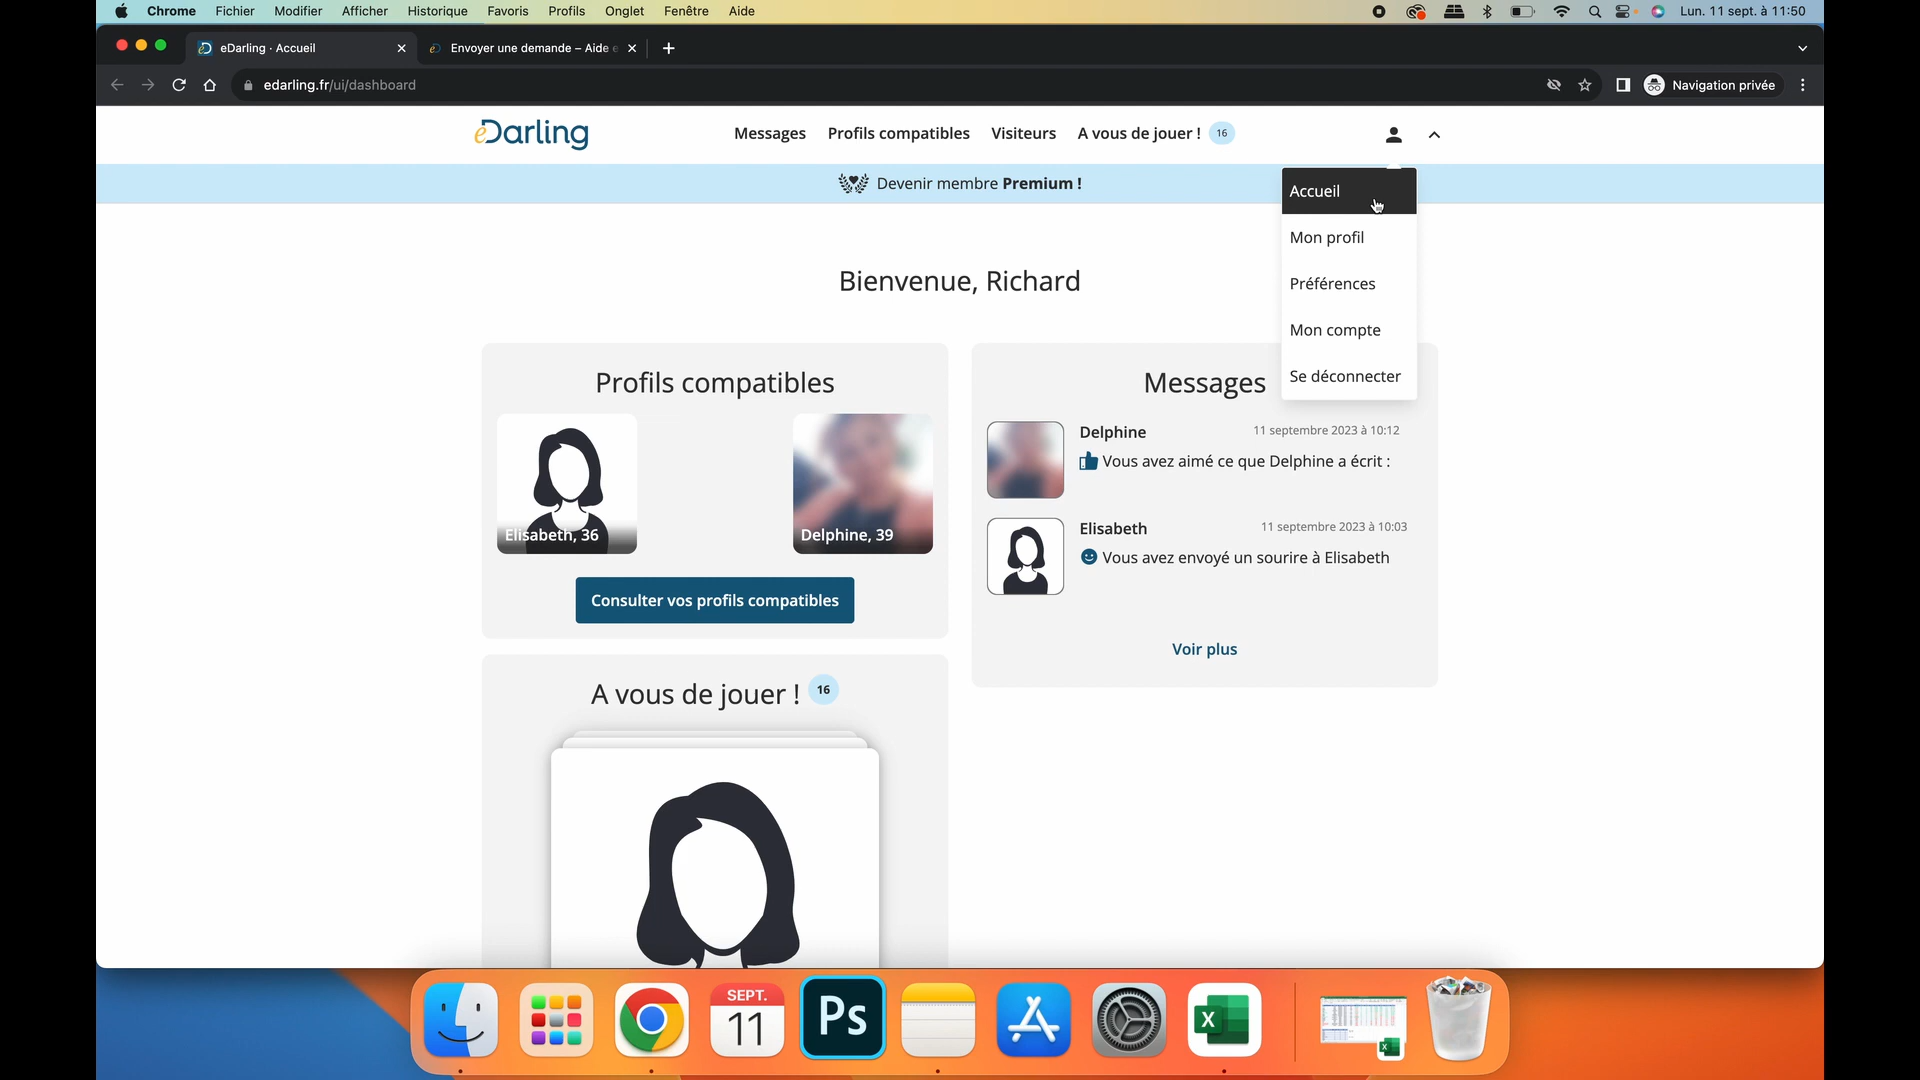 Chrome Fichier Modifier Afficher Historique Favoris Profils Onglet Fenêtre Aide Lun. 11 sept. à 11:50
eDarling · Accueil
Envoyer une demande – Aide e
edarling.fr/ui/dashboard
Navigation privée
eDarling
Messages Profils compatibles Visiteurs A vous de jouer ! 16
Devenir membre Premium !
Accueil
Mon profil
Préférences
Mon compte
Se déconnecter
Bienvenue, Richard
Profils compatibles
Elisabeth, 36
Delphine, 39
Consulter vos profils compatibles
Messages
Delphine 11 septembre 2023 à 10:12
Vous avez aimé ce que Delphine a écrit :
Elisabeth 11 septembre 2023 à 10:03
Vous avez envoyé un sourire à Elisabeth
Voir plus
A vous de jouer ! 16
SEPT.
11
Ps
X
X